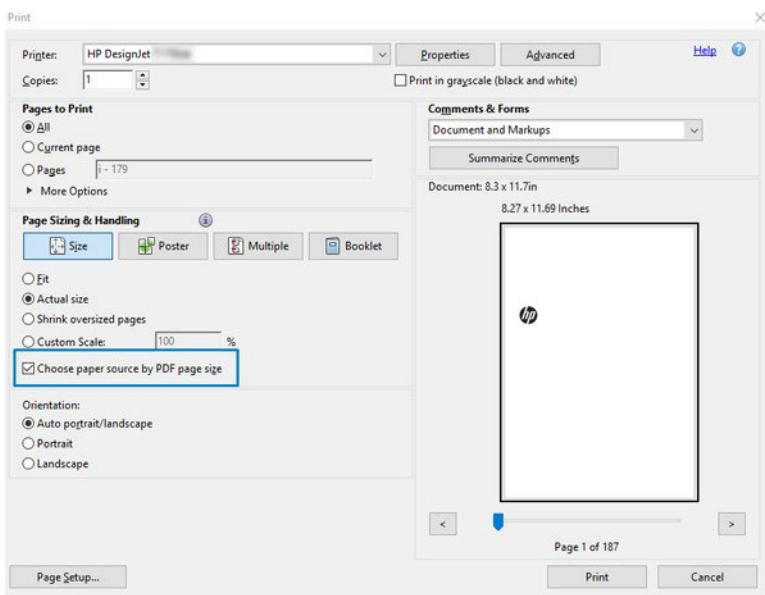 Print
Printer: HP DesignJet Properties Advanced Help
Copies: 1 Print in grayscale (black and white)
Pages to Print
All
Current page
Pages i - 179
More Options
Page Sizing & Handling
Size Poster Multiple Booklet
Fit
Actual size
Shrink oversized pages
Custom Scale: 100 %
Choose paper source by PDF page size
Orientation:
Auto portrait/landscape
Portrait
Landscape
Comments & Forms
Document and Markups
Summarize Comments
Document: 8.3 x 11.7in
8.27 x 11.69 Inches
hp
< >
Page 1 of 187
Page Setup... Print Cancel